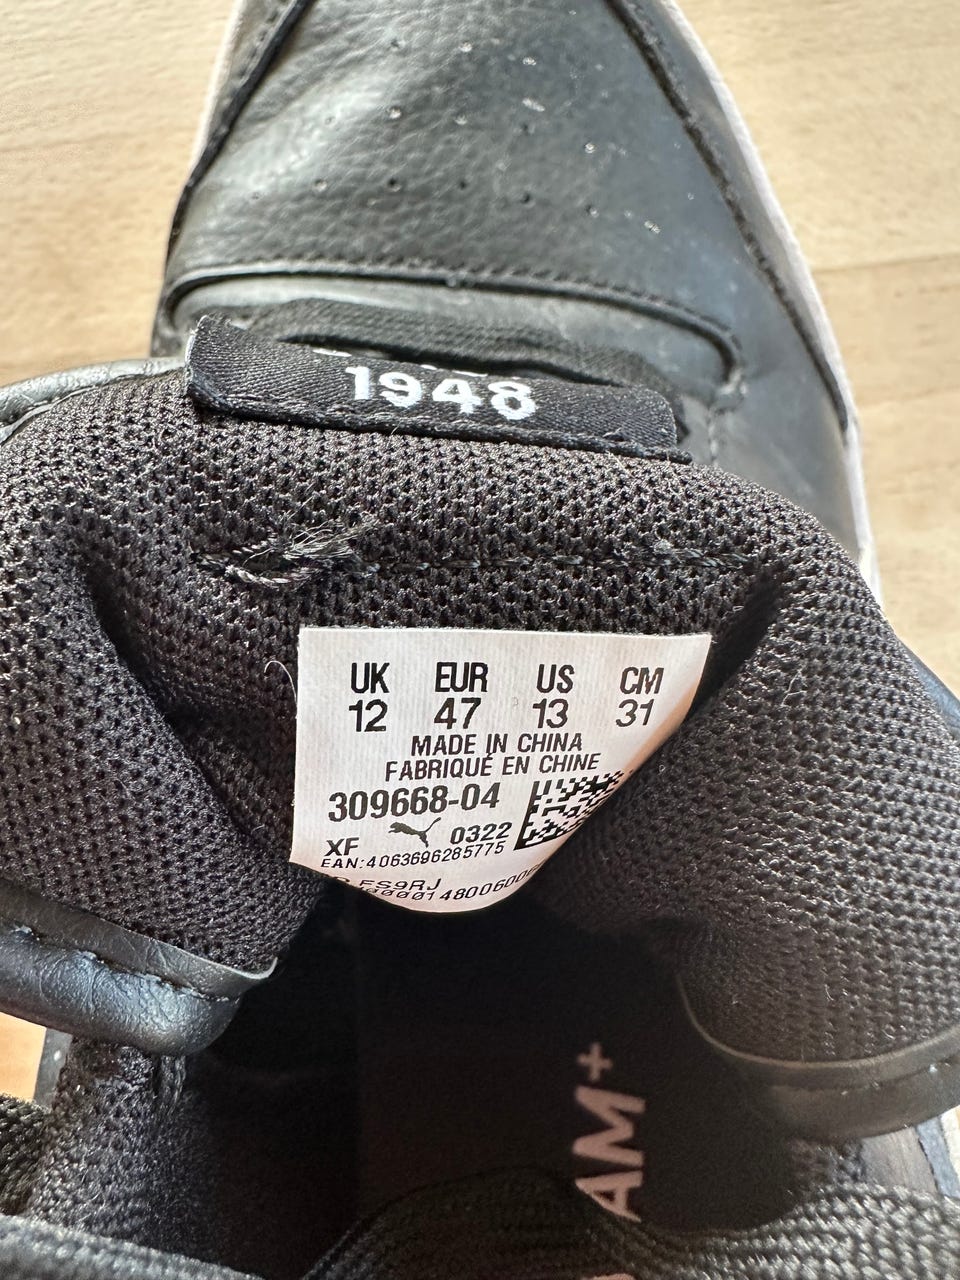 1948
UK EUR US CM
12 47 13 31
MADE IN CHINA
FABRIQUÉ EN CHINE
309668-04
XF 0322
EAN:4063696285775
FS9RJ
AM+